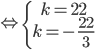 ⇔ { k = 22
k = − 22/3